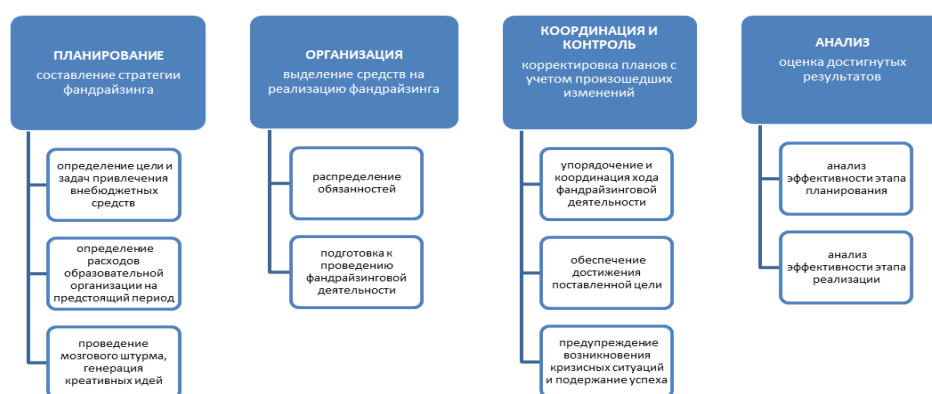 ПЛАНИРОВАНИЕ
составление стратегии
фандрайзинга
определение цели и
задач привлечения
внебюджетных
средств
определение
расходов
образовательной
организации на
предстоящий период
проведение
мозгового штурма,
генерация
креативных идей
ОРГАНИЗАЦИЯ
выделение средств на
реализацию фандрайзинга
распределение
обязанностей
подготовка к
проведению
фандрайзинговой
деятельности
КООРДИНАЦИЯ И
КОНТРОЛЬ
корректировка планов с
учетом произошедших
изменений
упорядочение и
координация хода
фандрайзинговой
деятельности
обеспечение
достижения
поставленной цели
предупреждение
возникновения
кризисных ситуаций
и подержание успеха
АНАЛИЗ
оценка достигнутых
результатов
анализ
эффективности этапа
планирования
анализ
эффективности этапа
реализации